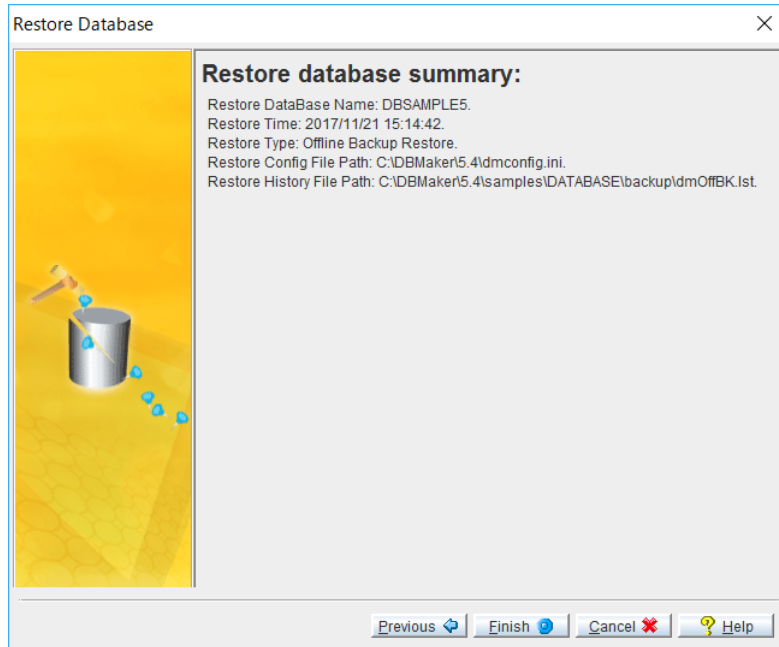 Restore Database
Restore database summary:
Restore DataBase Name: DBSAMPLE5.
Restore Time: 2017/11/21 15:14:42.
Restore Type: Offline Backup Restore.
Restore Config File Path: C:\DBMaker\5.4\dmconfig.ini.
Restore History File Path: C:\DBMaker\5.4\samples\DATABASE\backup\dmOffBK.lst.
Previous Finish Cancel Help